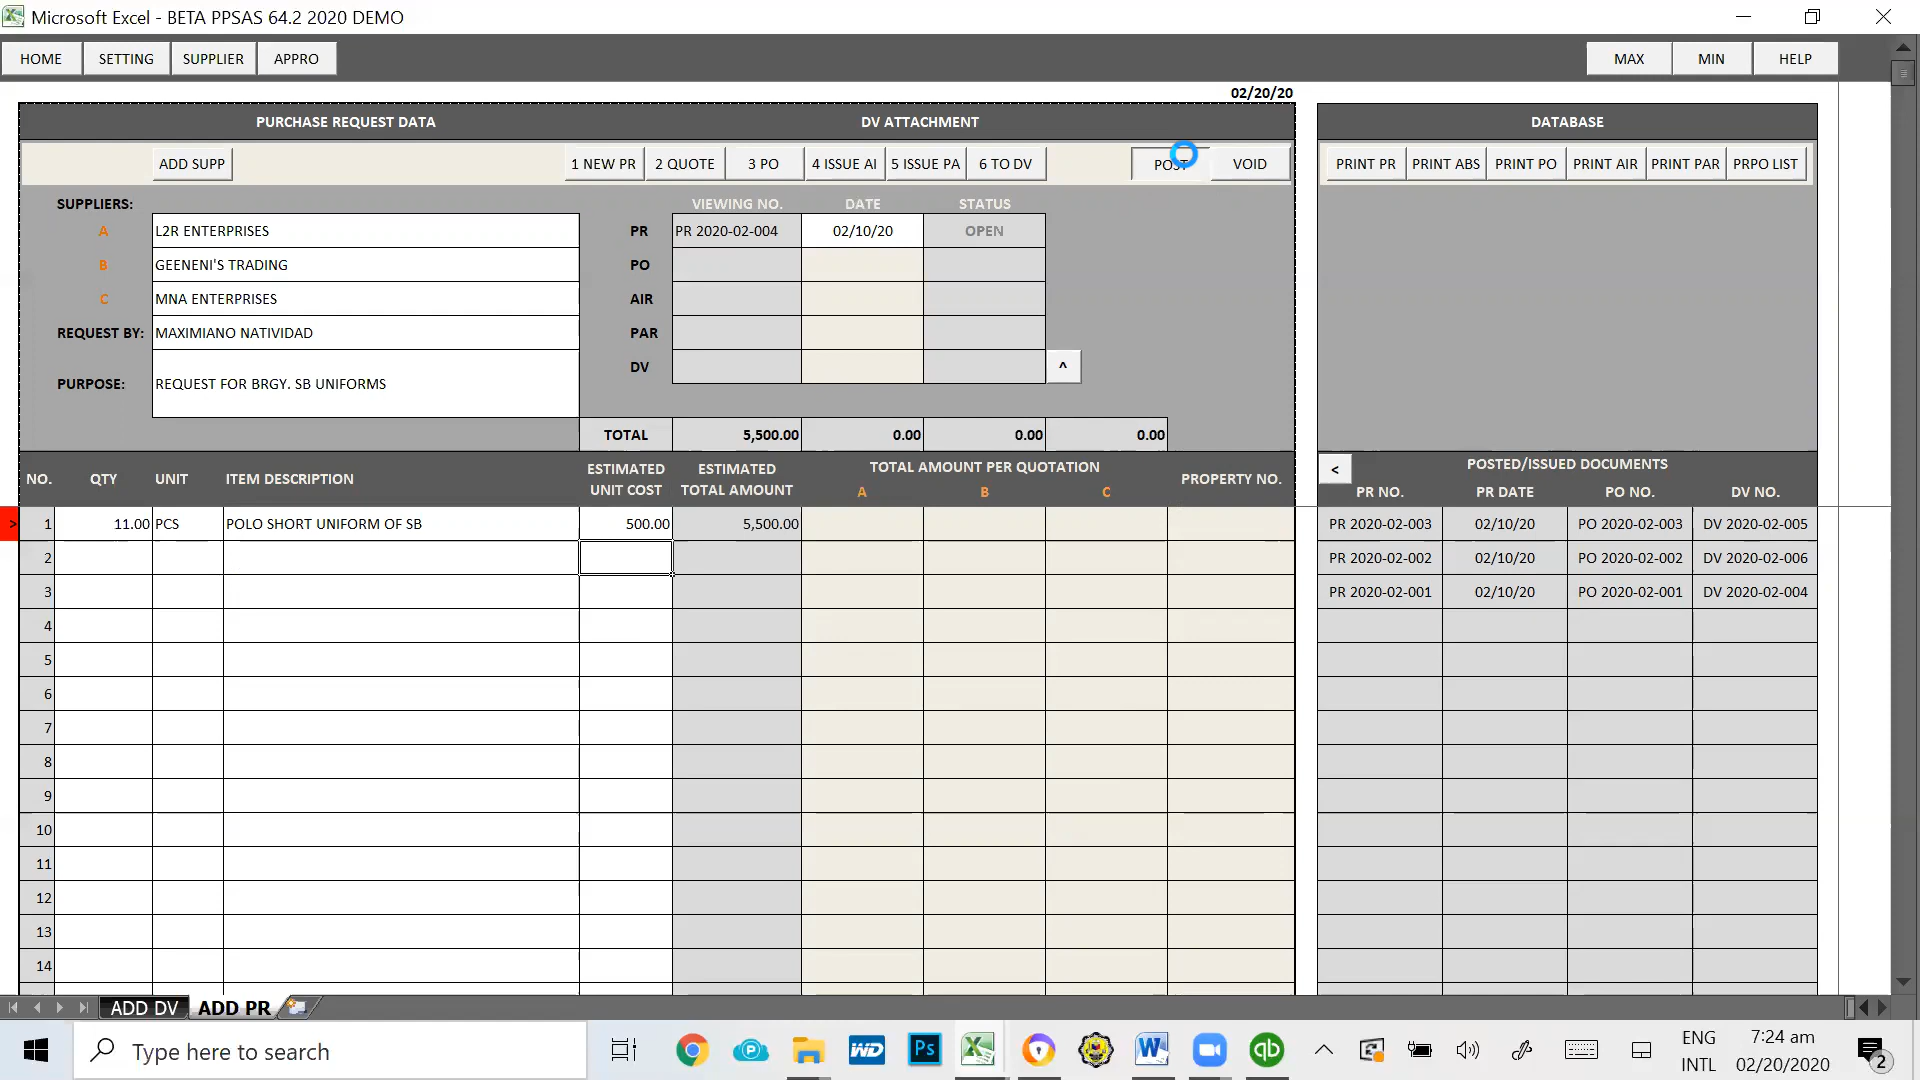 Microsoft Excel - BETA PPSAS 64.2 2020 DEMO
HOME SETTING SUPPLIER APPRO MAX MIN HELP
02/20/20
PURCHASE REQUEST DATA DV ATTACHMENT DATABASE
ADD SUPP 1 NEW PR 2 QUOTE 3 PO 4 ISSUE AI 5 ISSUE PA 6 TO DV POST VOID PRINT PR PRINT ABS PRINT PO PRINT AIR PRINT PAR PRPO LIST
SUPPLIERS: VIEWING NO. DATE STATUS
A L2R ENTERPRISES PR PR 2020-02-004 02/10/20 OPEN
B GEENENI'S TRADING PO
C MNA ENTERPRISES AIR
REQUEST BY: MAXIMIANO NATIVIDAD PAR
DV ^
PURPOSE: REQUEST FOR BRGY. SB UNIFORMS
TOTAL 5,500.00 0.00 0.00 0.00
NO. QTY UNIT ITEM DESCRIPTION ESTIMATED UNIT COST ESTIMATED TOTAL AMOUNT TOTAL AMOUNT PER QUOTATION PROPERTY NO. < POSTED/ISSUED DOCUMENTS
A B C PR NO. PR DATE PO NO. DV NO.
> 1 11.00 PCS POLO SHORT UNIFORM OF SB 500.00 5,500.00 PR 2020-02-003 02/10/20 PO 2020-02-003 DV 2020-02-005
2 PR 2020-02-002 02/10/20 PO 2020-02-002 DV 2020-02-006
3 PR 2020-02-001 02/10/20 PO 2020-02-001 DV 2020-02-004
4
5
6
7
8
9
10
11
12
13
14
ADD DV ADD PR
Type here to search WD Ps W qb ENG 7:24 am
INTL 02/20/2020 2